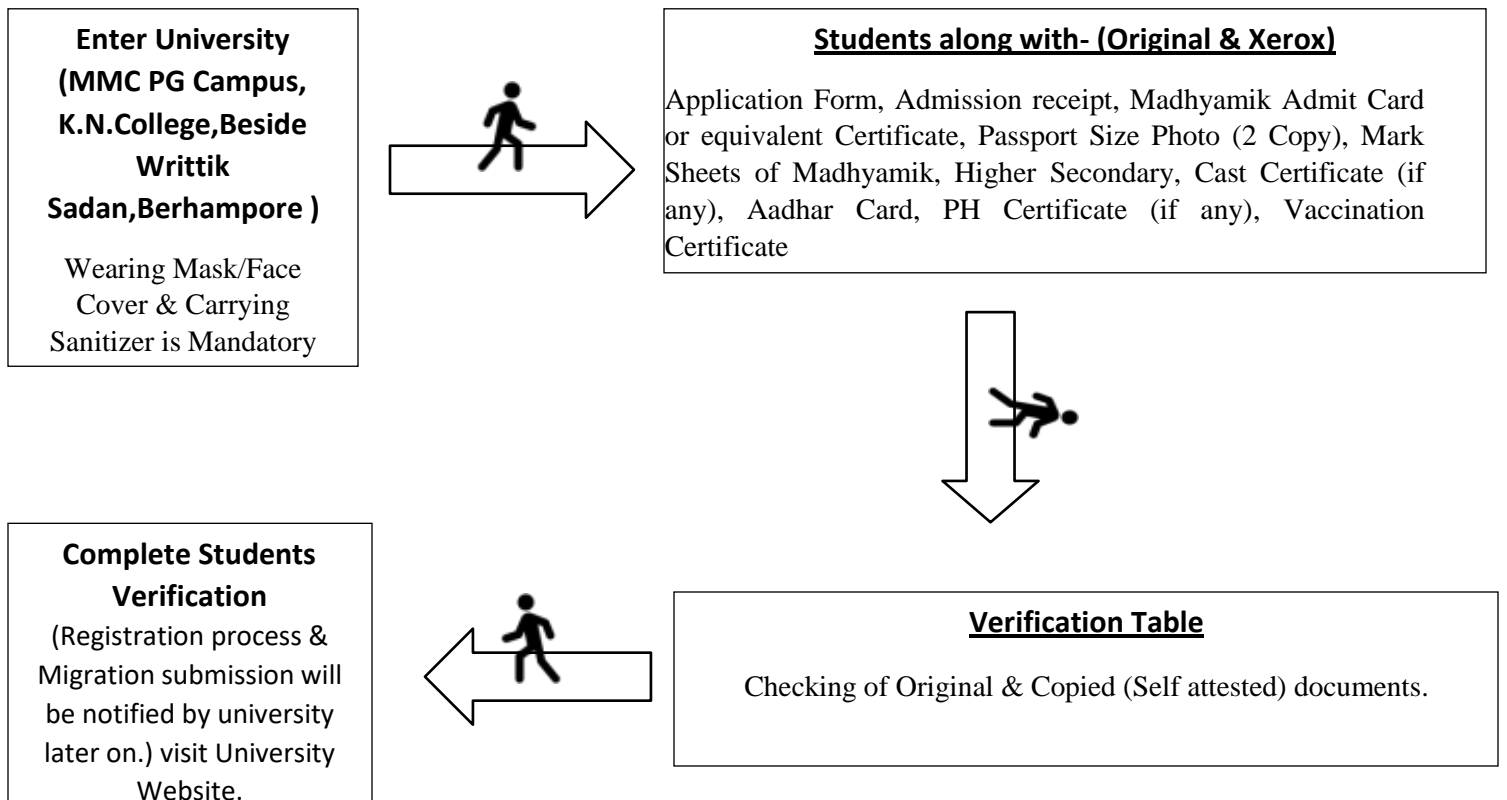 Enter University
(MMC PG Campus,
K.N.College,Beside
Writtik
Sadan,Berhampore )
Wearing Mask/Face
Cover & Carrying
Sanitizer is Mandatory
Students along with- (Original & Xerox)
Application Form, Admission receipt, Madhyamik Admit Card
or equivalent Certificate, Passport Size Photo (2 Copy), Mark
Sheets of Madhyamik, Higher Secondary, Cast Certificate (if
any), Aadhar Card, PH Certificate (if any), Vaccination
Certificate
Verification Table
Checking of Original & Copied (Self attested) documents.
Complete Students
Verification
(Registration process &
Migration submission will
be notified by university
later on.) visit University
Website.